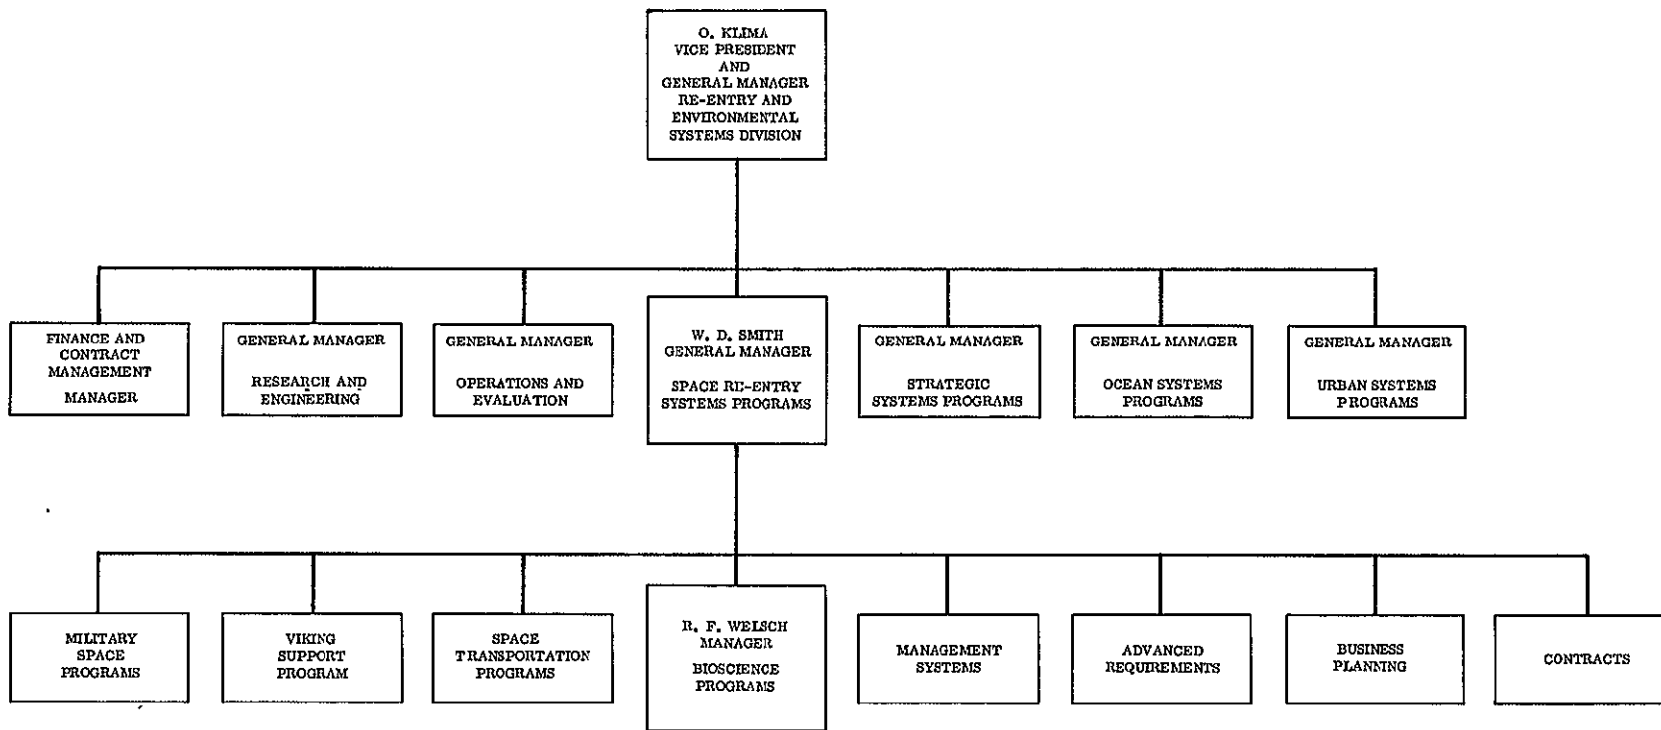 O. KLIMA
VICE PRESIDENT
AND
GENERAL MANAGER
RE-ENTRY AND
ENVIRONMENTAL
SYSTEMS DIVISION
FINANCE AND
CONTRACT
MANAGEMENT
MANAGER
GENERAL MANAGER
RESEARCH AND
ENGINEERING
GENERAL MANAGER
OPERATIONS AND
EVALUATION
W. D. SMITH
GENERAL MANAGER
SPACE RE-ENTRY
SYSTEMS PROGRAMS
GENERAL MANAGER
STRATEGIC
SYSTEMS PROGRAMS
GENERAL MANAGER
OCEAN SYSTEMS
PROGRAMS
GENERAL MANAGER
URBAN SYSTEMS
PROGRAMS
MILITARY
SPACE
PROGRAMS
VIKING
SUPPORT
PROGRAM
SPACE
TRANSPORTATION
PROGRAMS
R. F. WELSCH
MANAGER
BIOSCIENCE
PROGRAMS
MANAGEMENT
SYSTEMS
ADVANCED
REQUIREMENTS
BUSINESS
PLANNING
CONTRACTS